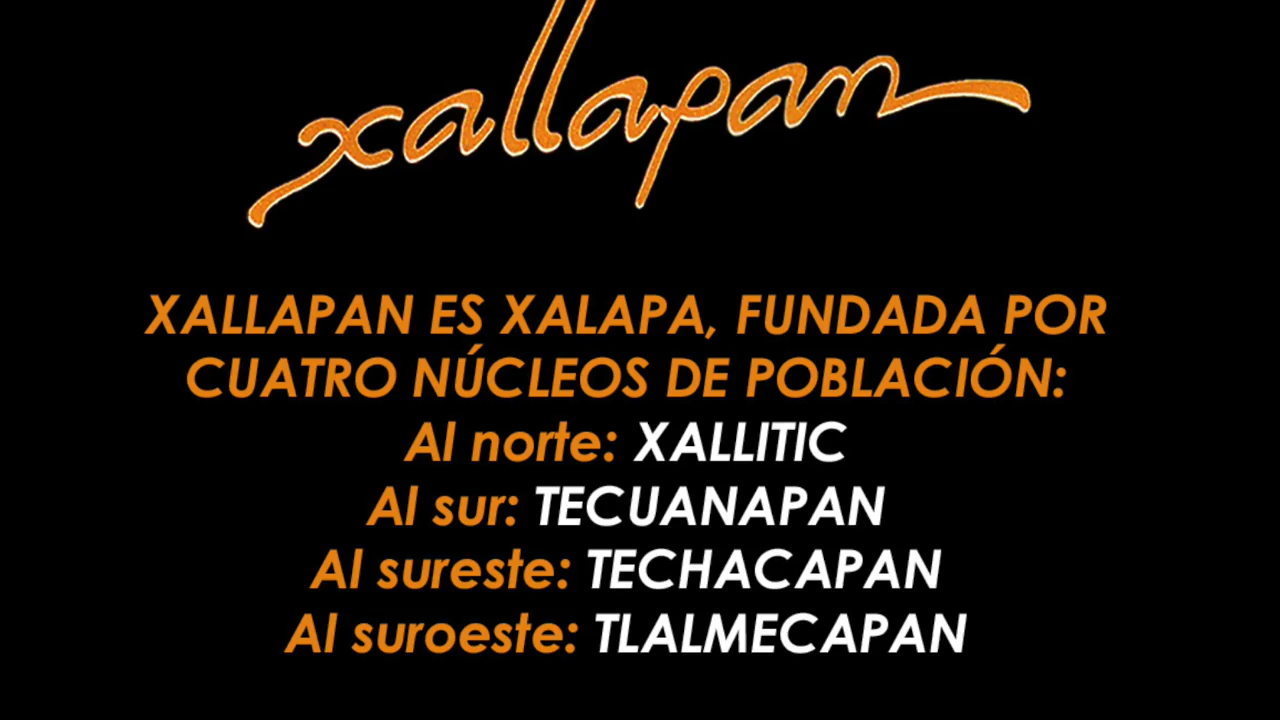 xallapan
XALLAPAN ES XALAPA, FUNDADA POR
CUATRO NÚCLEOS DE POBLACIÓN:
Al norte: XALLITIC
Al sur: TECUANAPAN
Al sureste: TECHACAPAN
Al suroeste: TLALMECAPAN